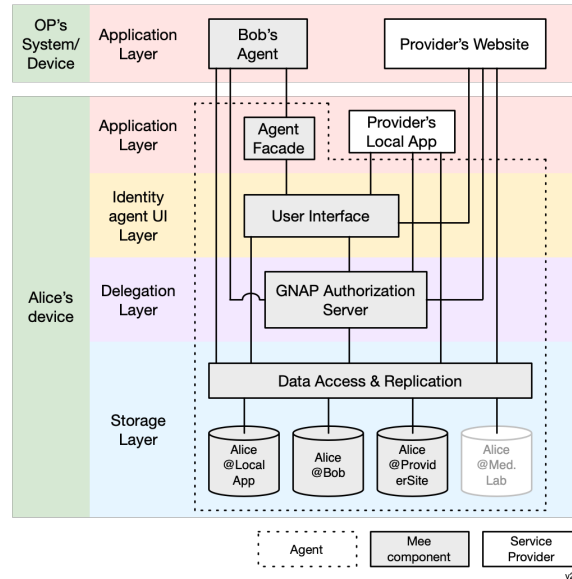 OP's
System/
Device
Application
Layer
Bob's
Agent
Provider's Website
Alice's
device
Application
Layer
Agent
Facade
Provider's
Local App
Identity
agent UI
Layer
User Interface
Delegation
Layer
GNAP Authorization
Server
Storage
Layer
Data Access & Replication
Alice
@Local
App
Alice
@Bob
Alice
@Provid
erSite
Alice
@Med.
Lab
Agent
Mee
component
Service
Provider